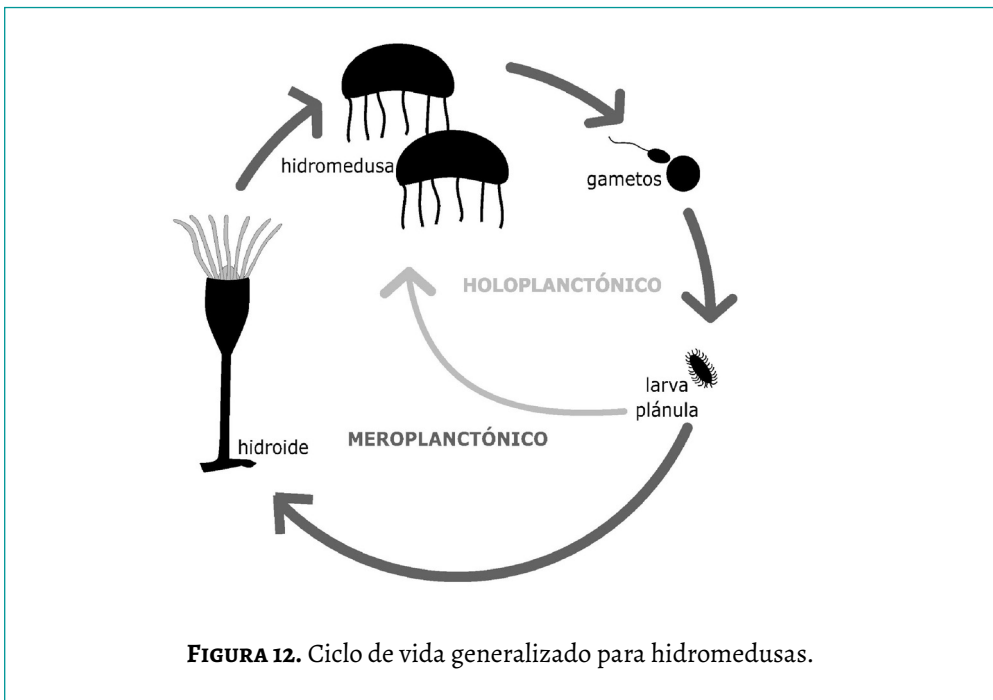 hidromedusa
gametos
HOLOPLANCTÓNICO
larva
plánula
MEROPLANCTÓNICO
hidroide
FIGURA 12. Ciclo de vida generalizado para hidromedusas.